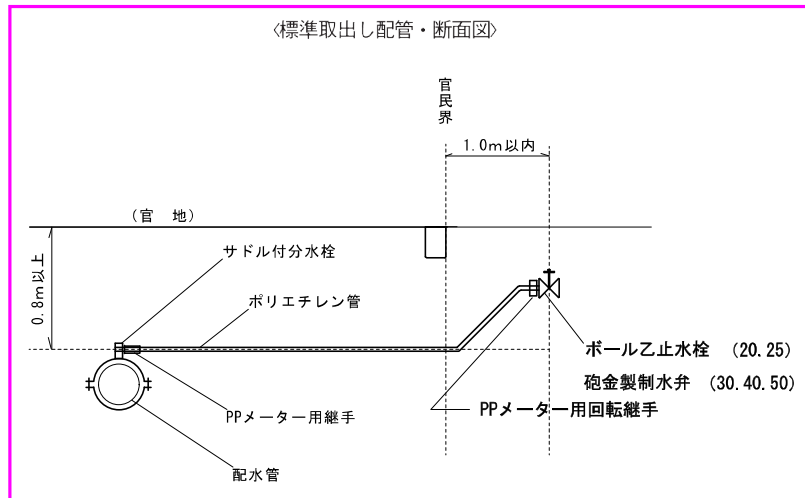 〈標準取出し配管・断面図〉
官民界
1.0m以内
(官 地)
0.8m以上
サドル付分水栓
ポリエチレン管
ボール乙止水栓 (20.25)
砲金製制水弁 (30.40.50)
PPメーター用回転継手
PPメーター用継手
配水管